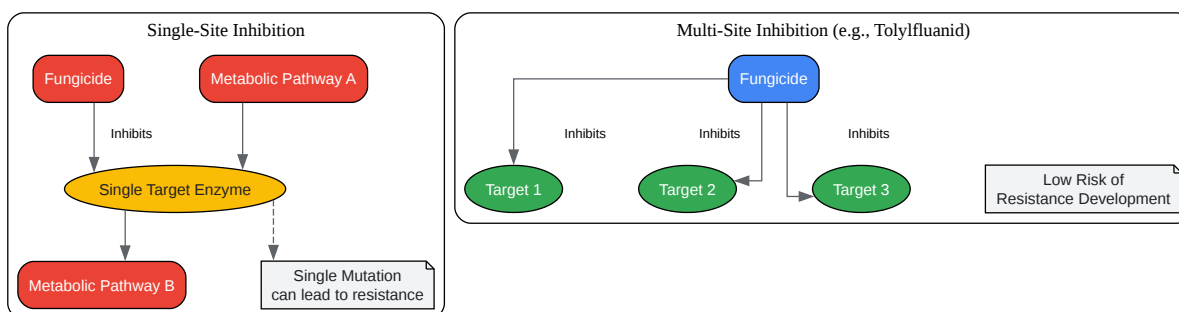 Single-Site Inhibition
Fungicide
Metabolic Pathway A
Inhibits
Single Target Enzyme
Metabolic Pathway B
Single Mutation
can lead to resistance
Multi-Site Inhibition (e.g., Tolylfluanid)
Fungicide
Inhibits
Inhibits
Inhibits
Target 1
Target 2
Target 3
Low Risk of
Resistance Development